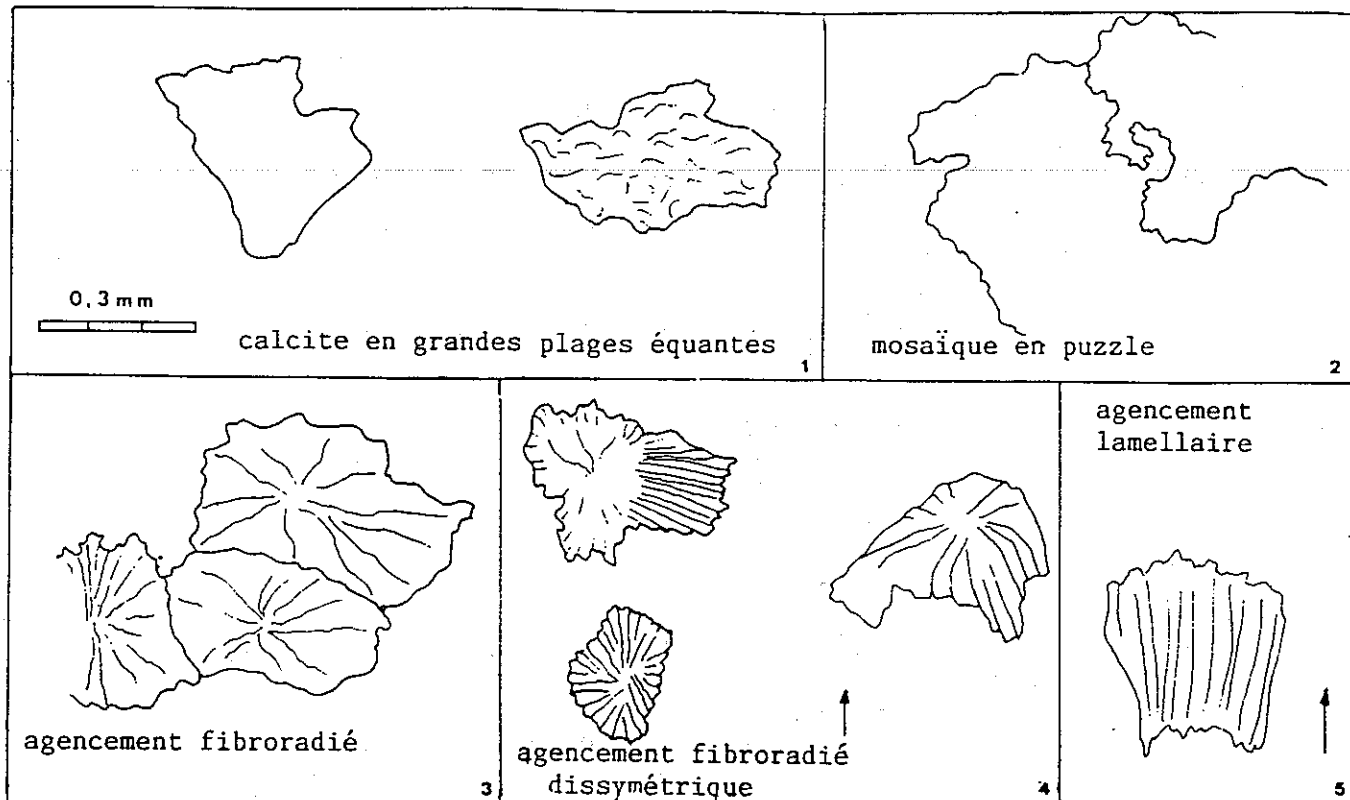 0,3 mm
calcite en grandes plages équantes
1
mosaïque en puzzle
2
agencement fibroradié
3
agencement fibroradié
dissymétrique
4
agencement
lamellaire
5